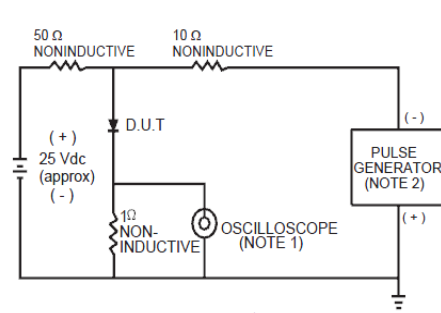 50 Ω
NONINDUCTIVE
10 Ω
NONINDUCTIVE
D.U.T
(+)
25 Vdc
(approx)
(-)
1Ω
NON-
INDUCTIVE
OSCILLOSCOPE
(NOTE 1)
(-)
PULSE
GENERATOR
(NOTE 2)
(+)